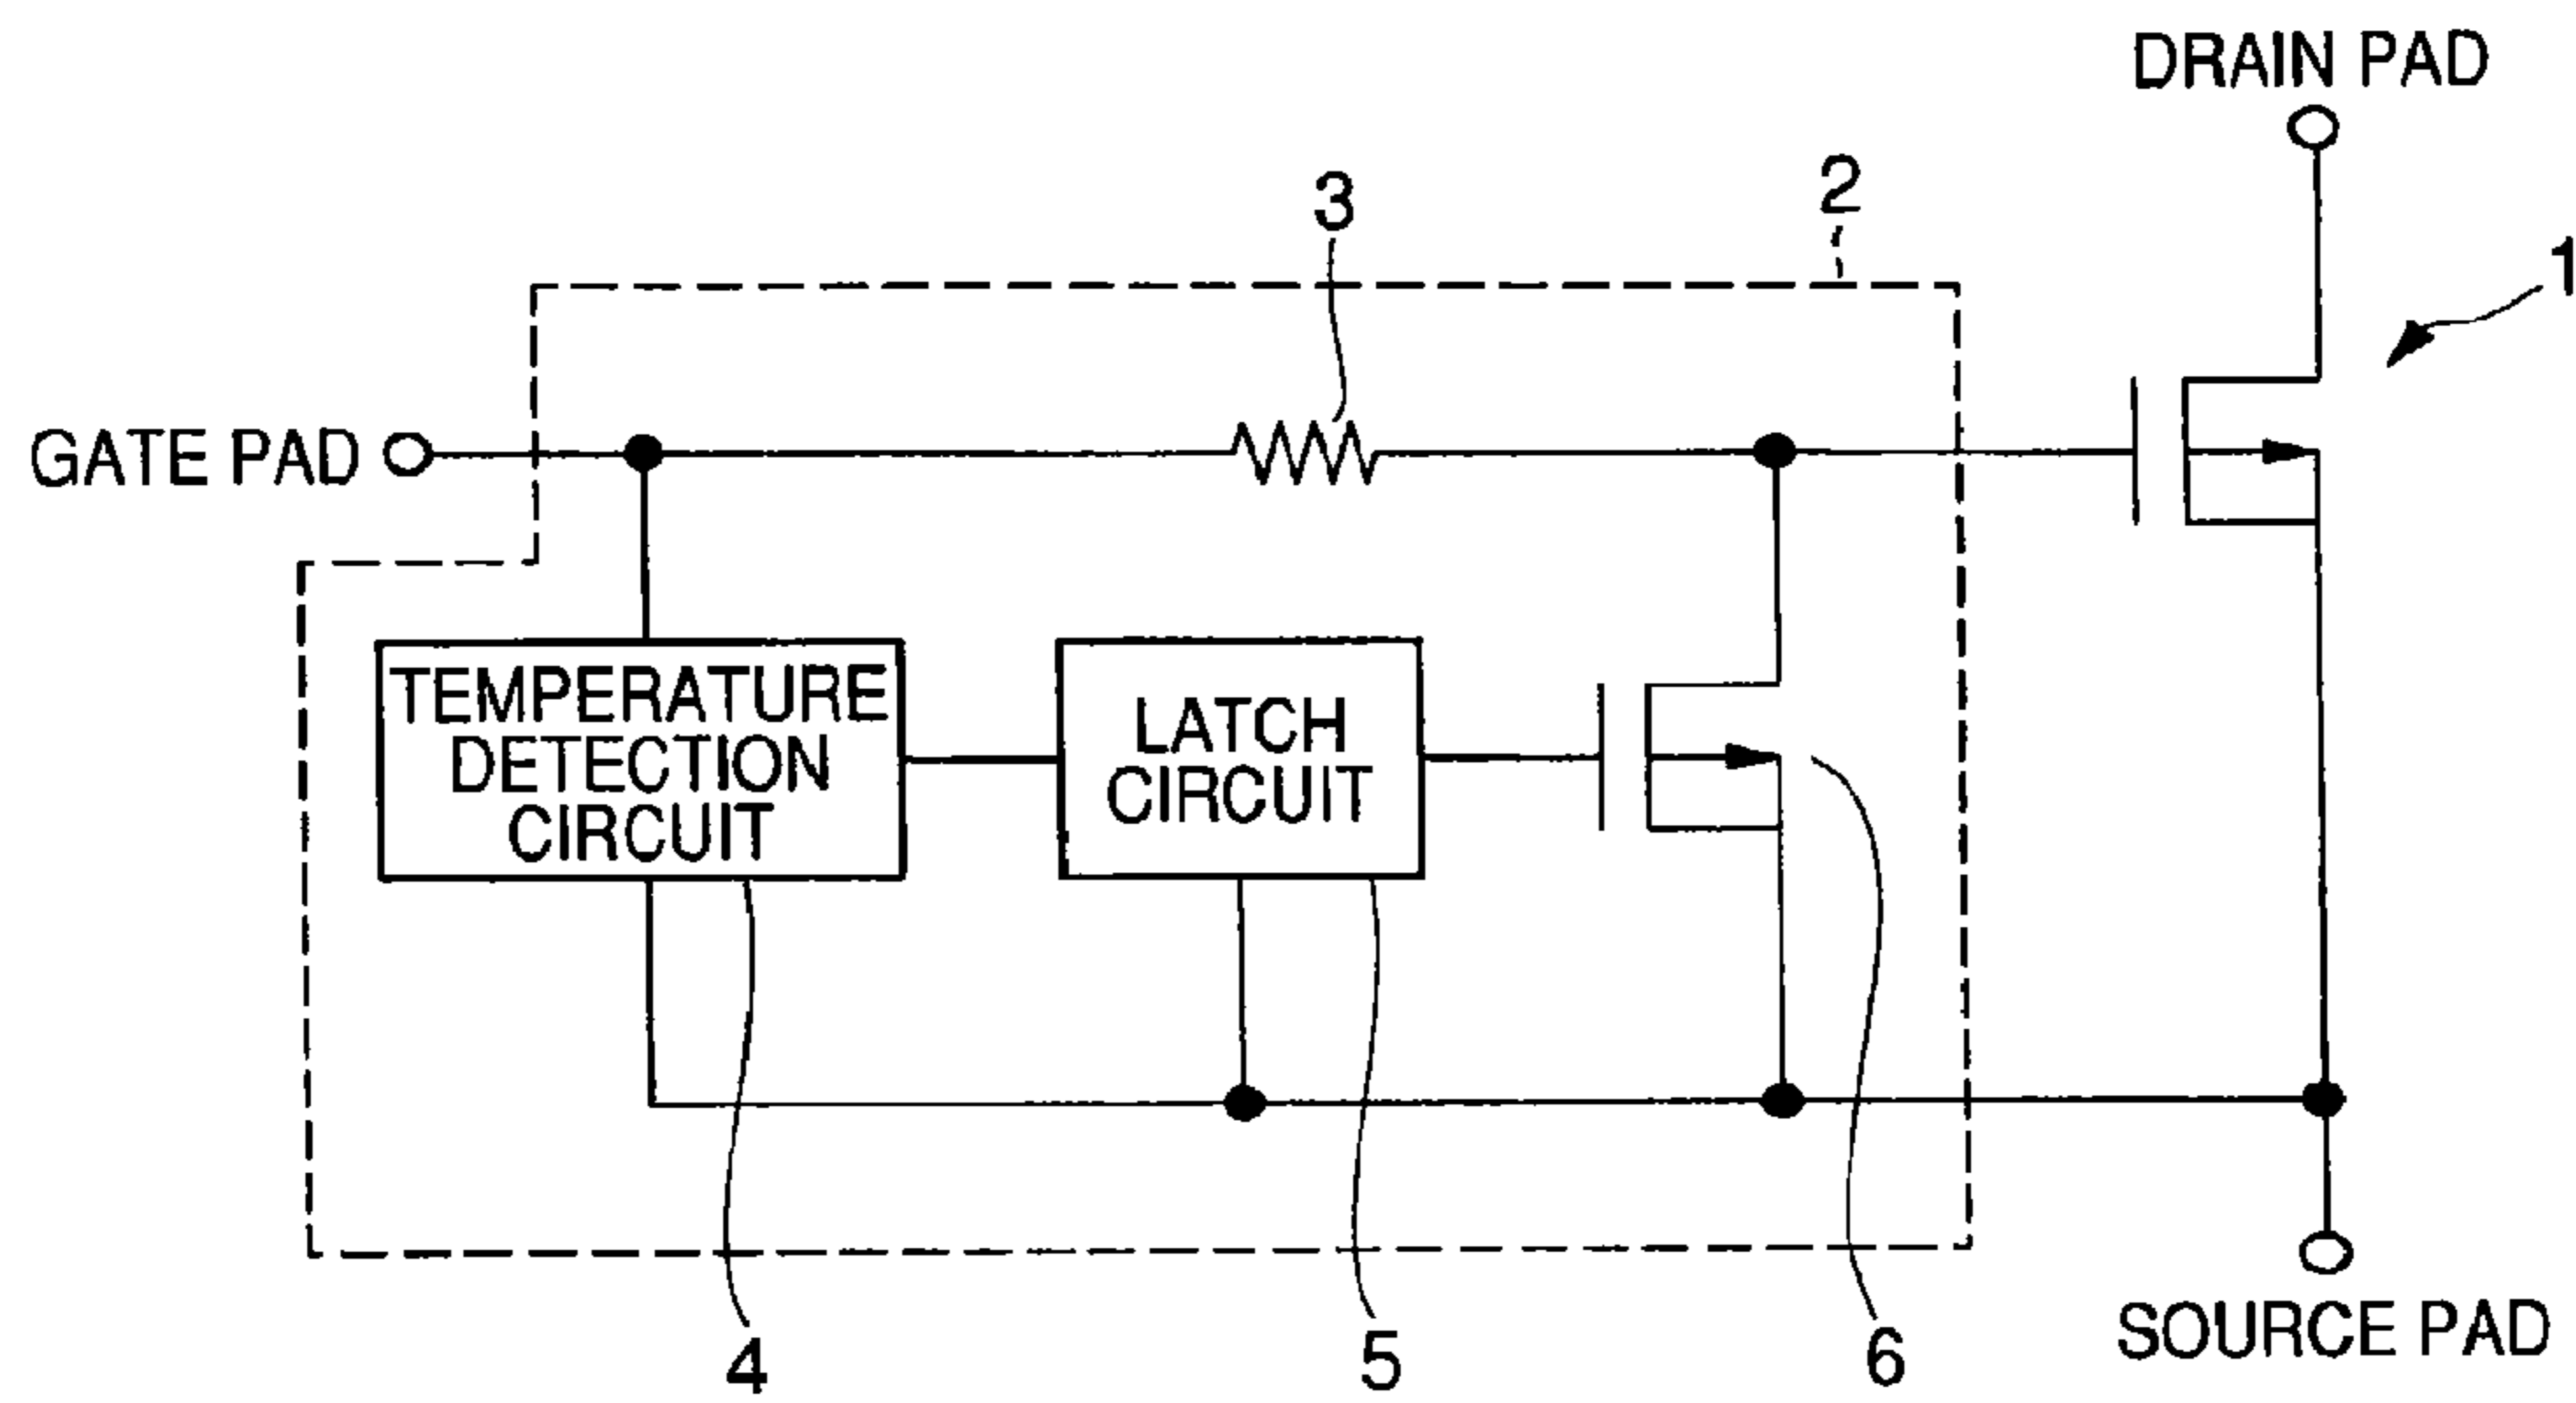 DRAIN PAD
2
3
1
GATE PAD
TEMPERATURE
DETECTION
CIRCUIT
LATCH
CIRCUIT
4
5
6
SOURCE PAD